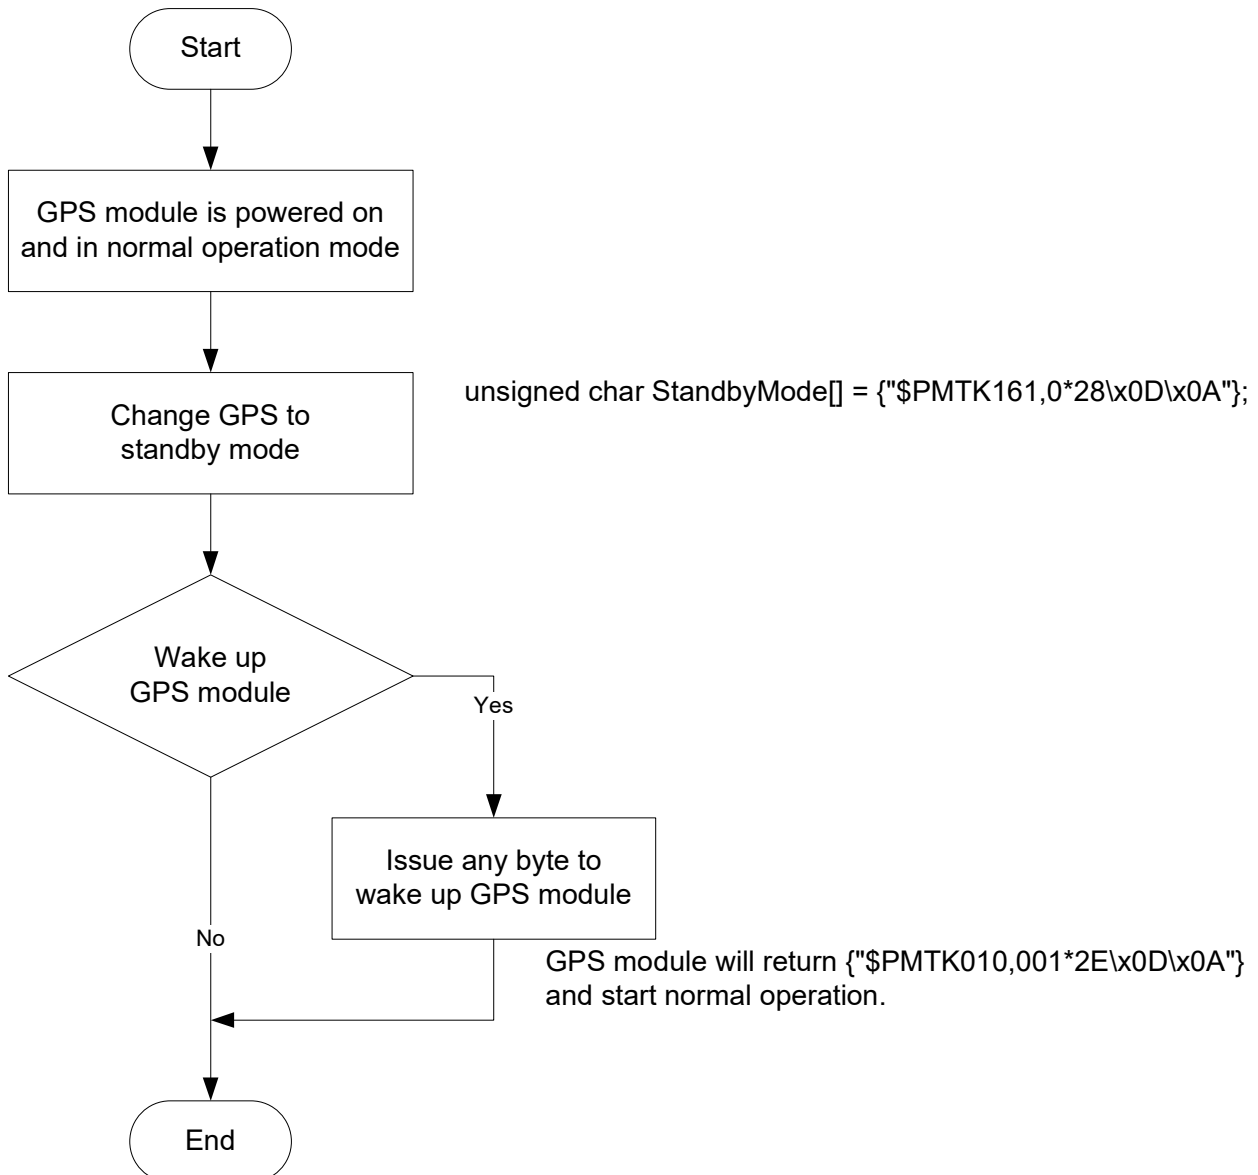 Start
GPS module is powered on
and in normal operation mode
Change GPS to
standby mode
unsigned char StandbyMode[] = {"$PMTK161,0*28\x0D\x0A"};
Wake up
GPS module
Yes
Issue any byte to
wake up GPS module
No
GPS module will return {"$PMTK010,001*2E\x0D\x0A"}
and start normal operation.
End